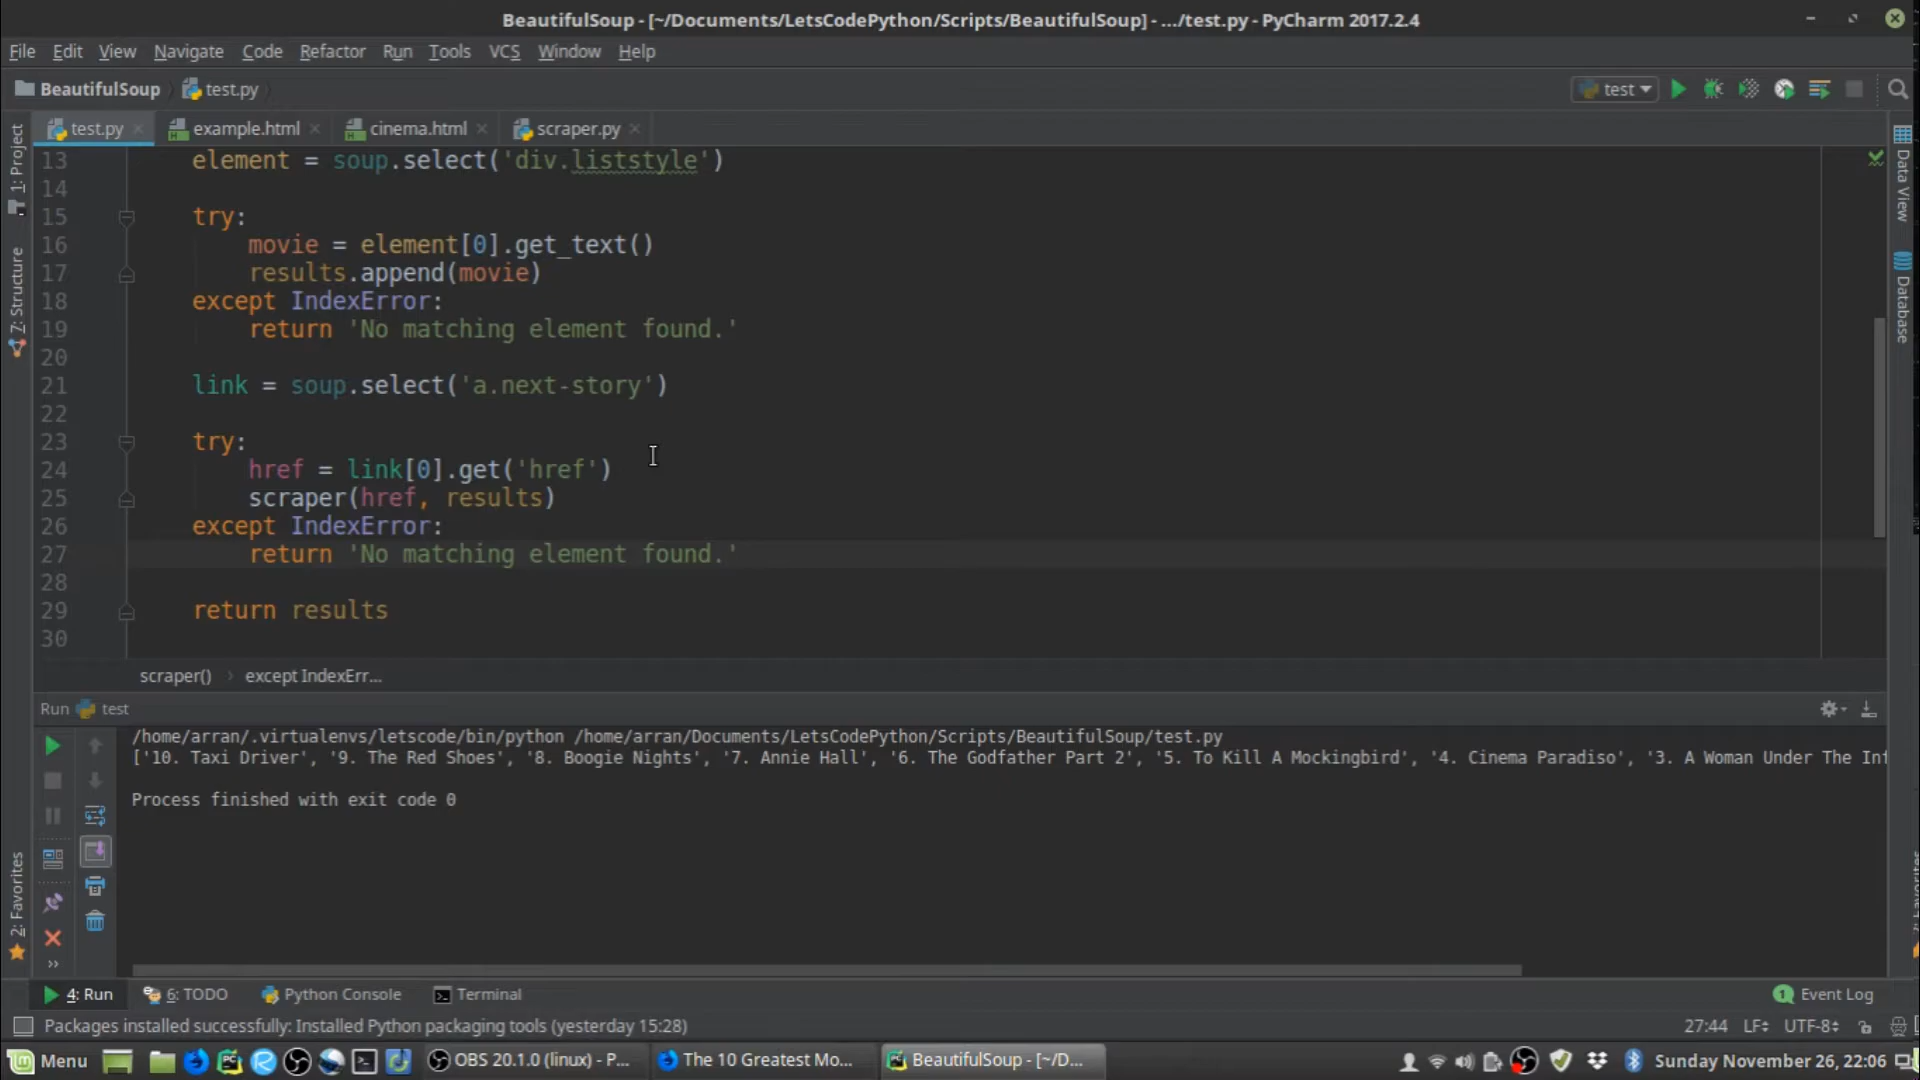 BeautifulSoup - [~/Documents/LetsCodePython/Scripts/BeautifulSoup] - .../test.py - PyCharm 2017.2.4
File Edit View Navigate Code Refactor Run Tools VCS Window Help
BeautifulSoup test.py test
test.py example.html cinema.html scraper.py
1: Project
7: Structure
2: Favorites
Data View
Database
13 element = soup.select('div.liststyle')
14
15 try:
16 movie = element[0].get_text()
17 results.append(movie)
18 except IndexError:
19 return 'No matching element found.'
20
21 link = soup.select('a.next-story')
22
23 try:
24 href = link[0].get('href')
25 scraper(href, results)
26 except IndexError:
27 return 'No matching element found.'
28
29 return results
30
scraper() › except IndexErr...
Run test
/home/arran/.virtualenvs/letscode/bin/python /home/arran/Documents/LetsCodePython/Scripts/BeautifulSoup/test.py
['10. Taxi Driver', '9. The Red Shoes', '8. Boogie Nights', '7. Annie Hall', '6. The Godfather Part 2', '5. To Kill A Mockingbird', '4. Cinema Paradiso', '3. A Woman Under The Inf
Process finished with exit code 0
4: Run 6: TODO Python Console Terminal 1 Event Log
Packages installed successfully: Installed Python packaging tools (yesterday 15:28) 27:44 LF UTF-8
Menu OBS 20.1.0 (linux) - P... The 10 Greatest Mo... BeautifulSoup - [~/D... Sunday November 26, 22:06